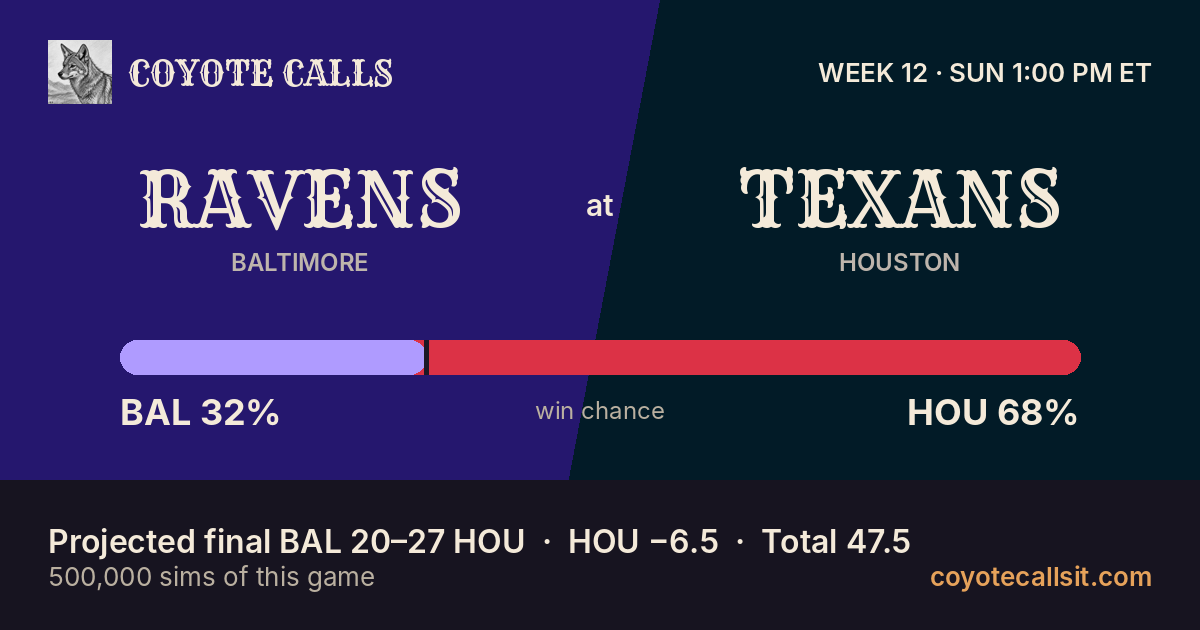 COYOTE CALLS
WEEK 12 · SUN 1:00 PM ET
RAVENS
at
TEXANS
BALTIMORE
HOUSTON
BAL 32%
win chance
HOU 68%
Projected final BAL 20–27 HOU · HOU −6.5 · Total 47.5
500,000 sims of this game
coyotecallsit.com